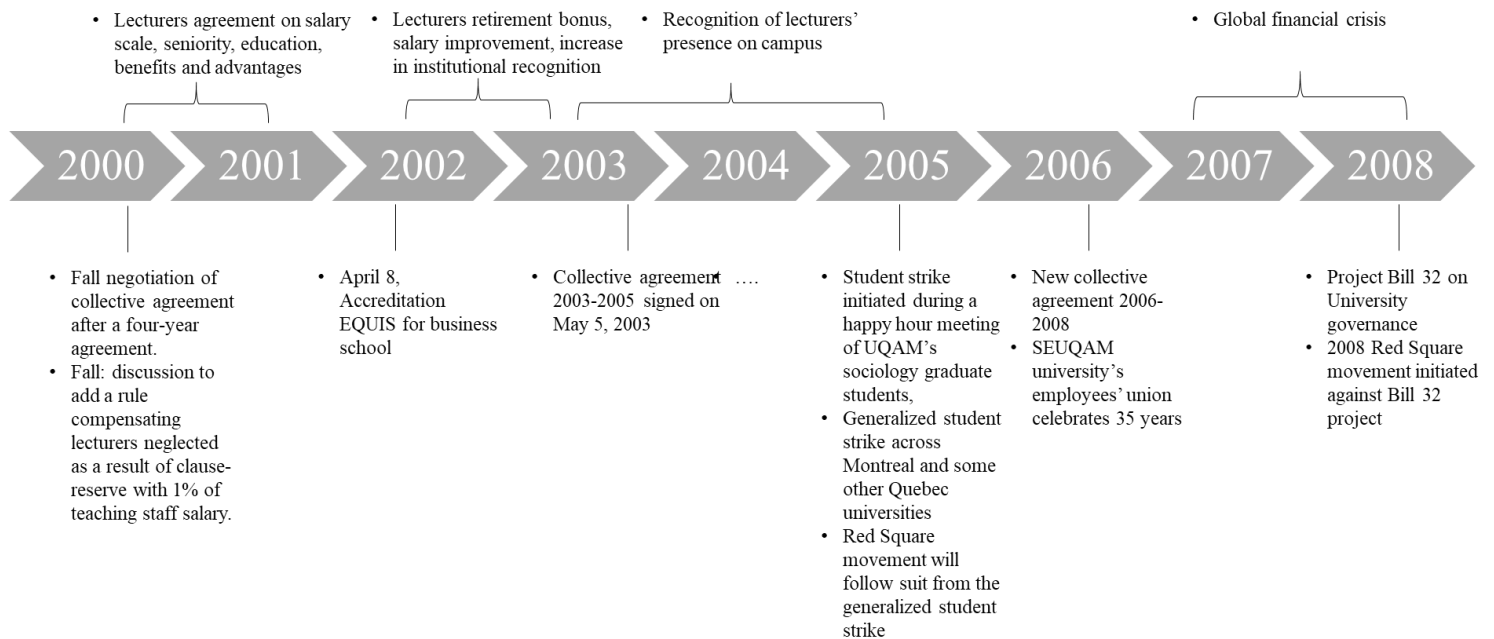 • Lecturers agreement on salary
scale, seniority, education,
benefits and advantages
• Lecturers retirement bonus,
salary improvement, increase
in institutional recognition
• Recognition of lecturers’
presence on campus
• Global financial crisis
2000
2001
2002
2003
2004
2005
2006
2007
2008
• Fall negotiation of
collective agreement
after a four-year
agreement.
• Fall: discussion to
add a rule
compensating
lecturers neglected
as a result of clause-
reserve with 1% of
teaching staff salary.
• April 8,
Accreditation
EQUIS for business
school
• Collective agreement
2003-2005 signed on
May 5, 2003
• ….
• Student strike
initiated during a
happy hour meeting
of UQAM’s
sociology graduate
students,
• Generalized student
strike across
Montreal and some
other Quebec
universities
• Red Square
movement will
follow suit from the
generalized student
strike
• New collective
agreement 2006-
2008
• SEUQAM
university’s
employees’ union
celebrates 35 years
• Project Bill 32 on
University
governance
• 2008 Red Square
movement initiated
against Bill 32
project